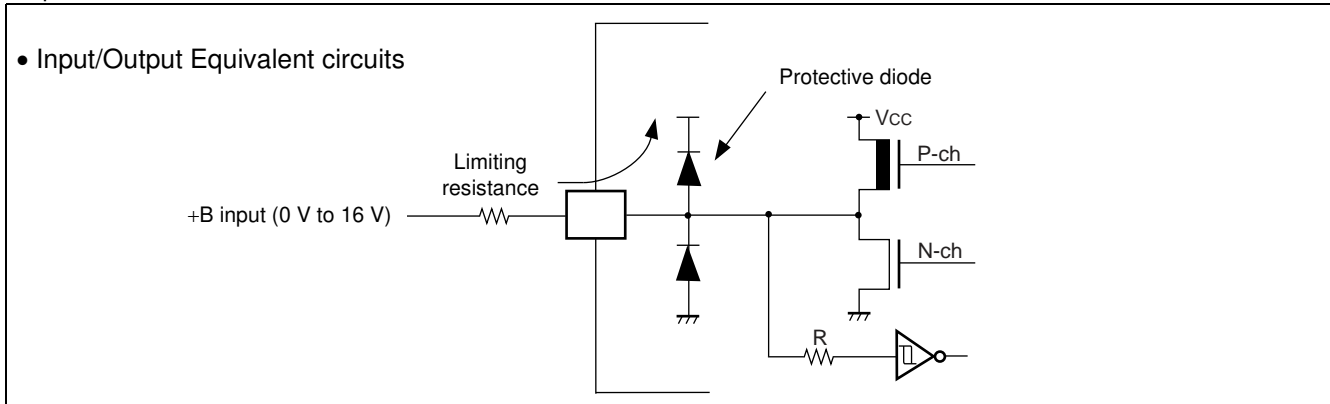 • Input/Output Equivalent circuits
Protective diode
VCC
P-ch
Limiting
resistance
+B input (0 V to 16 V)
N-ch
R